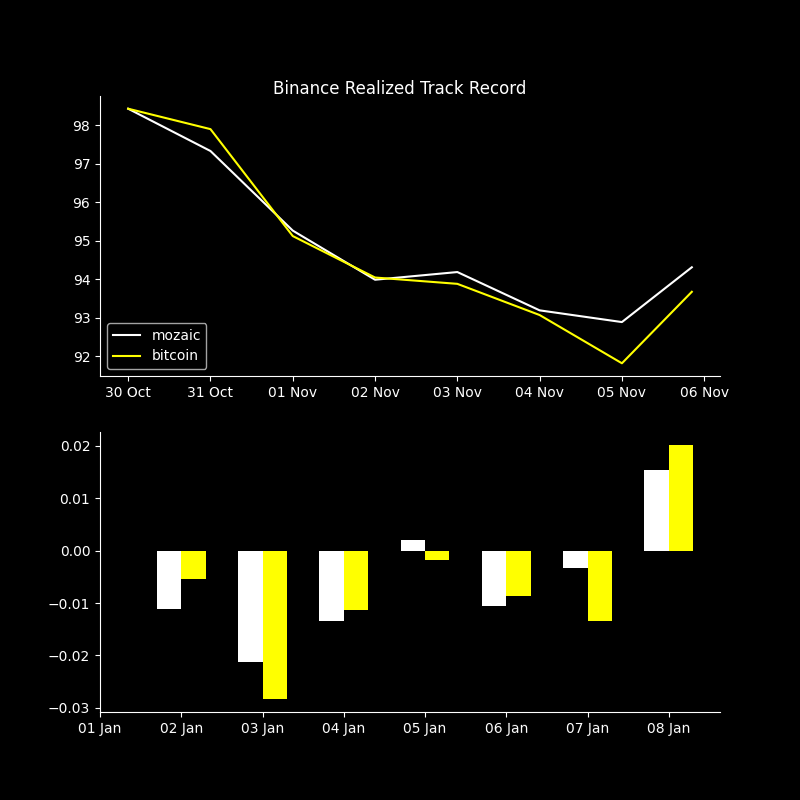 Binance Realized Track Record
98
97
96
95
94
93
92
mozaic
bitcoin
30 Oct 31 Oct 01 Nov 02 Nov 03 Nov 04 Nov 05 Nov 06 Nov
0.02
0.01
0.00
−0.01
−0.02
−0.03
01 Jan 02 Jan 03 Jan 04 Jan 05 Jan 06 Jan 07 Jan 08 Jan